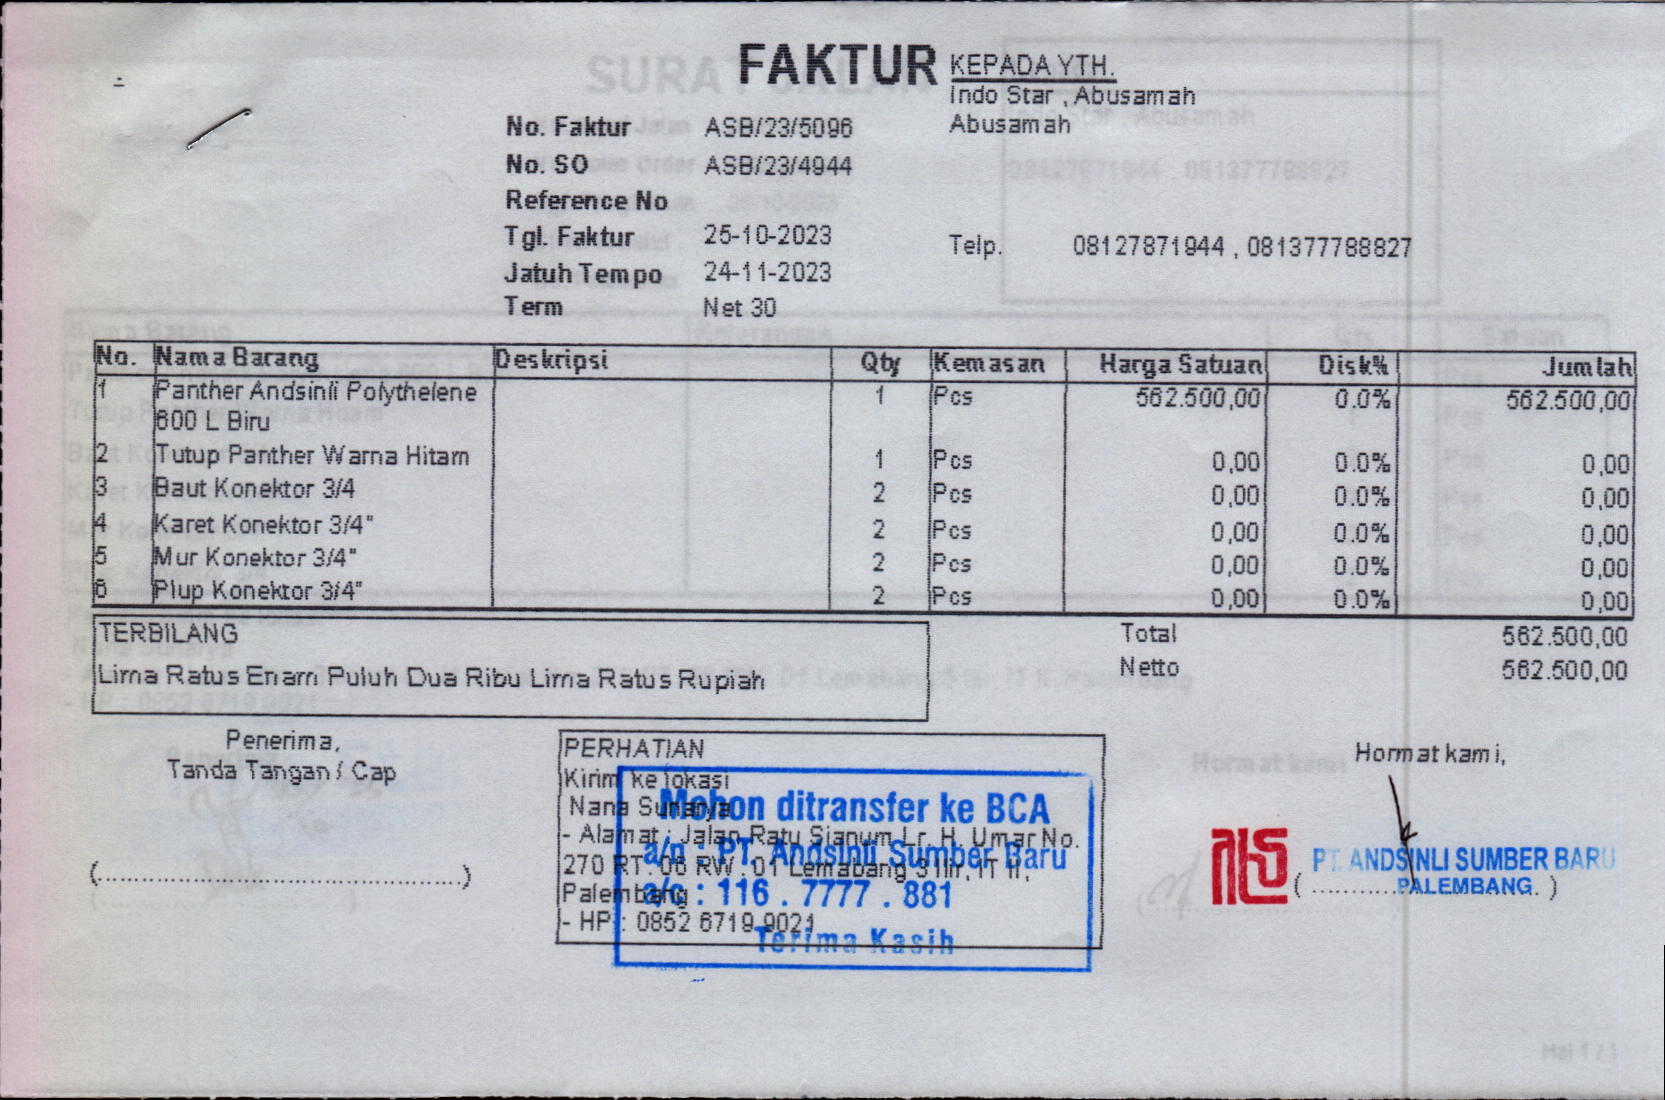 FAKTUR
KEPADA YTH.
Indo Star , Abusamah
Abusamah
No. Faktur ASB/23/5096
No. SO ASB/23/4944
Reference No
Tgl. Faktur 25-10-2023
Telp. 08127871944 , 081377788827
Jatuh Tempo 24-11-2023
Term Net 30
No. Nama Barang Deskripsi Qty Kemasan Harga Satuan Disk% Jumlah
1 Panther Andsinli Polythelene 1 Pcs 562.500,00 0.0% 562.500,00
600 L Biru
2 Tutup Panther Warna Hitam 1 Pcs 0,00 0.0% 0,00
3 Baut Konektor 3/4 2 Pcs 0,00 0.0% 0,00
4 Karet Konektor 3/4" 2 Pcs 0,00 0.0% 0,00
5 Mur Konektor 3/4" 2 Pcs 0,00 0.0% 0,00
6 Plup Konektor 3/4" 2 Pcs 0,00 0.0% 0,00
TERBILANG
Lima Ratus Enam Puluh Dua Ribu Lima Ratus Rupiah
Total 562.500,00
Netto 562.500,00
Penerima,
Tanda Tangan / Cap
(..........................................)
PERHATIAN
Kirim ke lokasi
Nana Sunarya
- Alamat : Jalan Ratu Sianum Lr. H. Umar No.
270 RT. 06 RW . 01 Lemabang 3 Ilir, IT II,
Palembang
- HP : 0852 6719 9021
Mohon ditransfer ke BCA
a/n : PT. Andsinli Sumber Baru
a/c : 116 . 7777 . 881
Terima Kasih
Hormat kami,
PT. ANDSINLI SUMBER BARU
PALEMBANG.